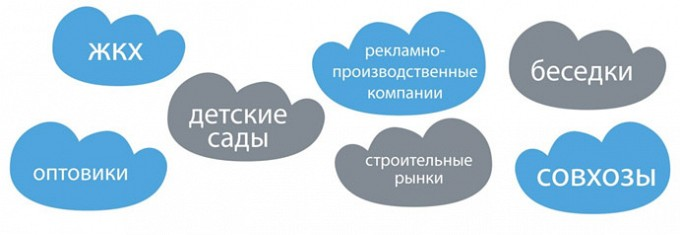 ЖКХ
детские
сады
рекламно-
производственные
компании
беседки
оптовики
строительные
рынки
совхозы